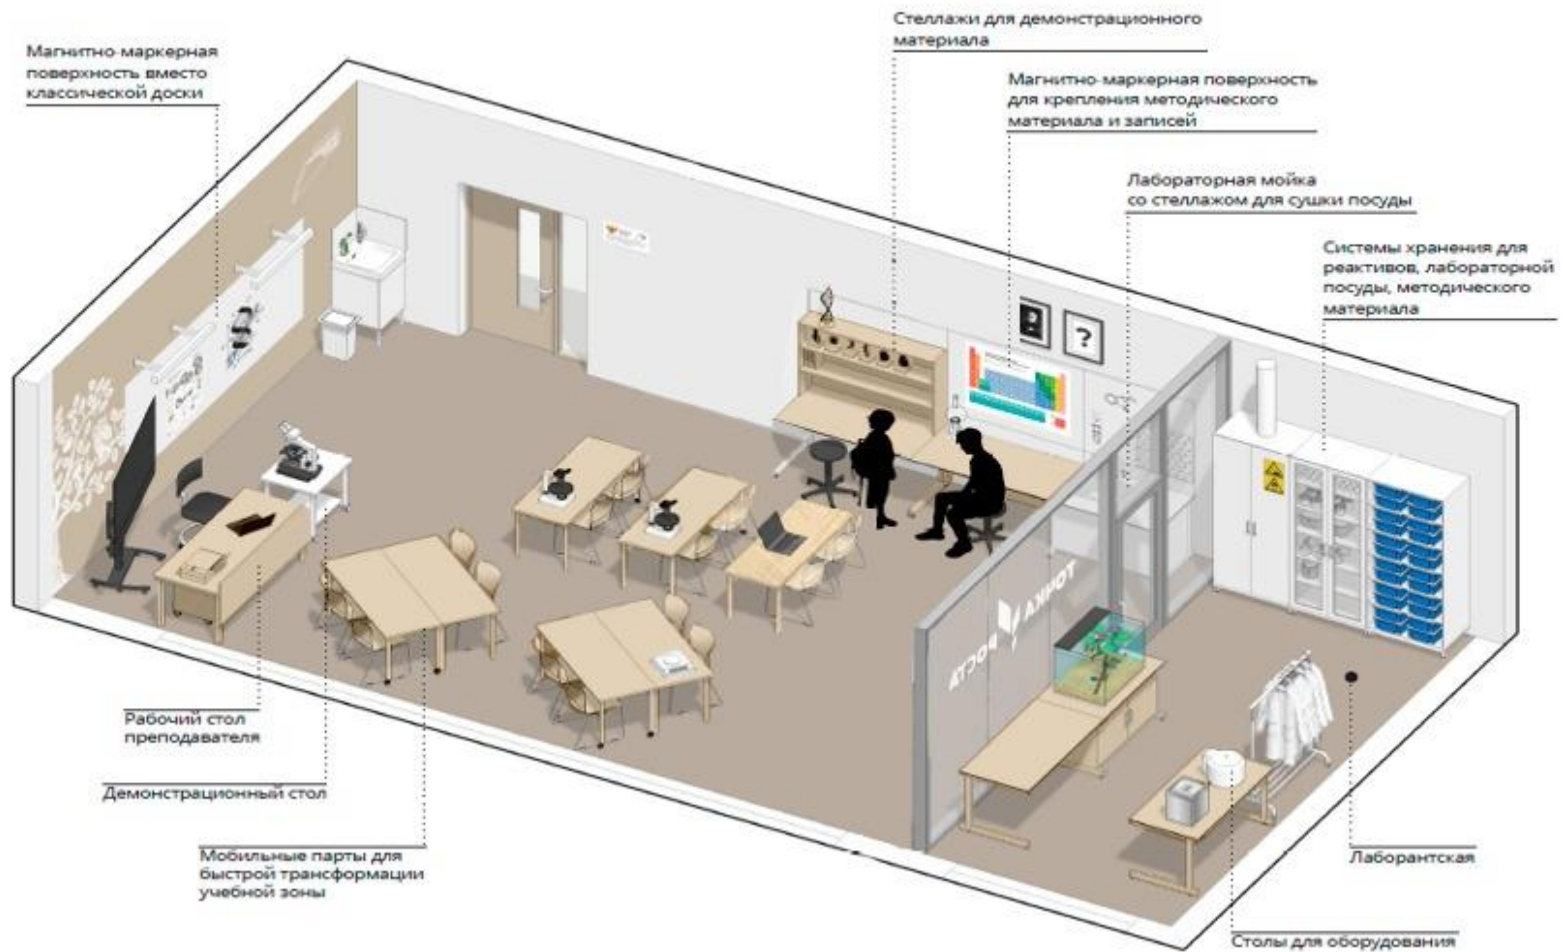 Стеллажи для демонстрационного
материала
Магнитно-маркерная
поверхность вместо
классической доски
Магнитно-маркерная поверхность
для крепления методического
материала и записей
Лабораторная мойка
со стеллажом для сушки посуды
Системы хранения для
реактивов, лабораторной
посуды, методического
материала
?
ТОЧКА
РОСТА
Рабочий стол
преподавателя
Демонстрационный стол
Мобильные парты для
быстрой трансформации
учебной зоны
Лаборантская
Столы для оборудования